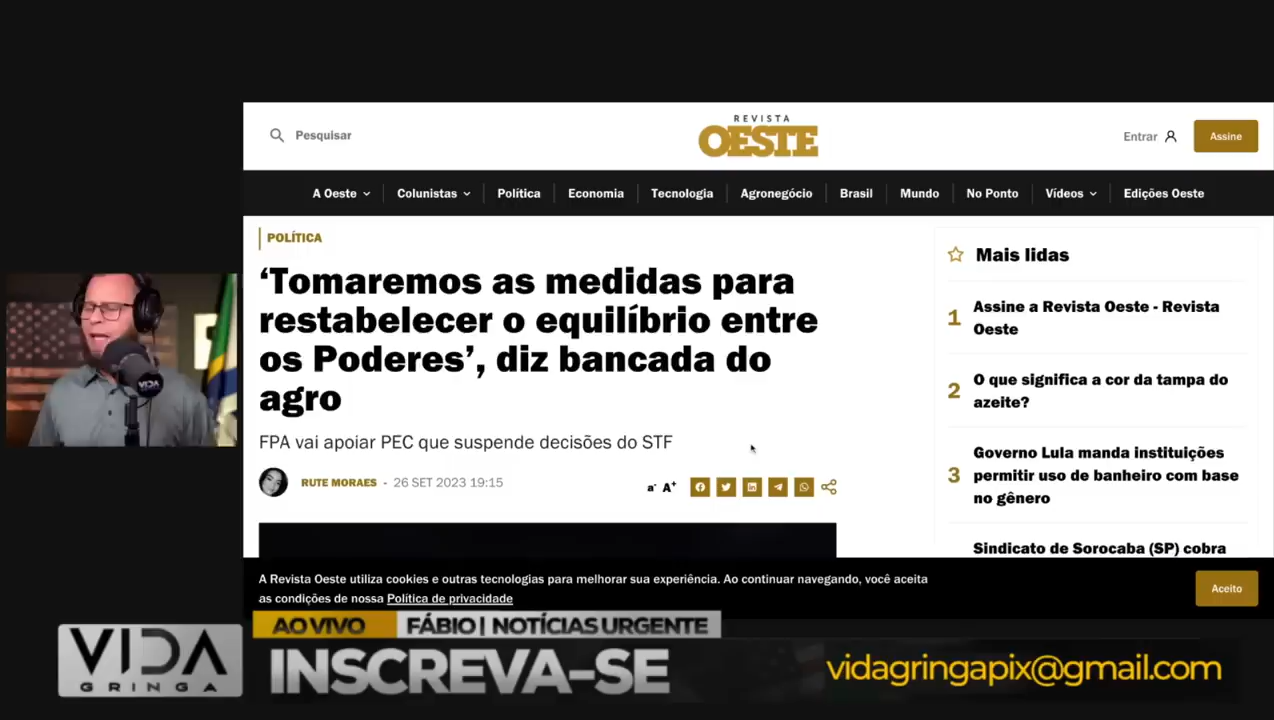 Pesquisar
REVISTA
OESTE
Entrar
Assine
A Oeste
Colunistas
Política
Economia
Tecnologia
Agronegócio
Brasil
Mundo
No Ponto
Vídeos
Edições Oeste
POLÍTICA
‘Tomaremos as medidas para
restabelecer o equilíbrio entre
os Poderes’, diz bancada do
agro
FPA vai apoiar PEC que suspende decisões do STF
RUTE MORAES - 26 SET 2023 19:15
a- A+
Mais lidas
1 Assine a Revista Oeste - Revista
Oeste
2 O que significa a cor da tampa do
azeite?
3 Governo Lula manda instituições
permitir uso de banheiro com base
no gênero
Sindicato de Sorocaba (SP) cobra
A Revista Oeste utiliza cookies e outras tecnologias para melhorar sua experiência. Ao continuar navegando, você aceita
as condições de nossa Política de privacidade
Aceito
VIDA
AO VIVO FÁBIO | NOTÍCIAS URGENTE
VIDA
GRINGA
INSCREVA-SE
vidagringapix@gmail.com